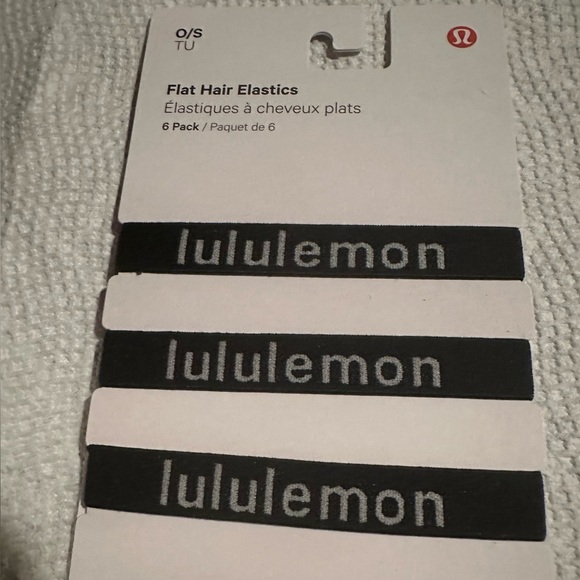 O/S
TU
Flat Hair Elastics
Élastiques à cheveux plats
6 Pack / Paquet de 6
lululemon
lululemon
lululemon